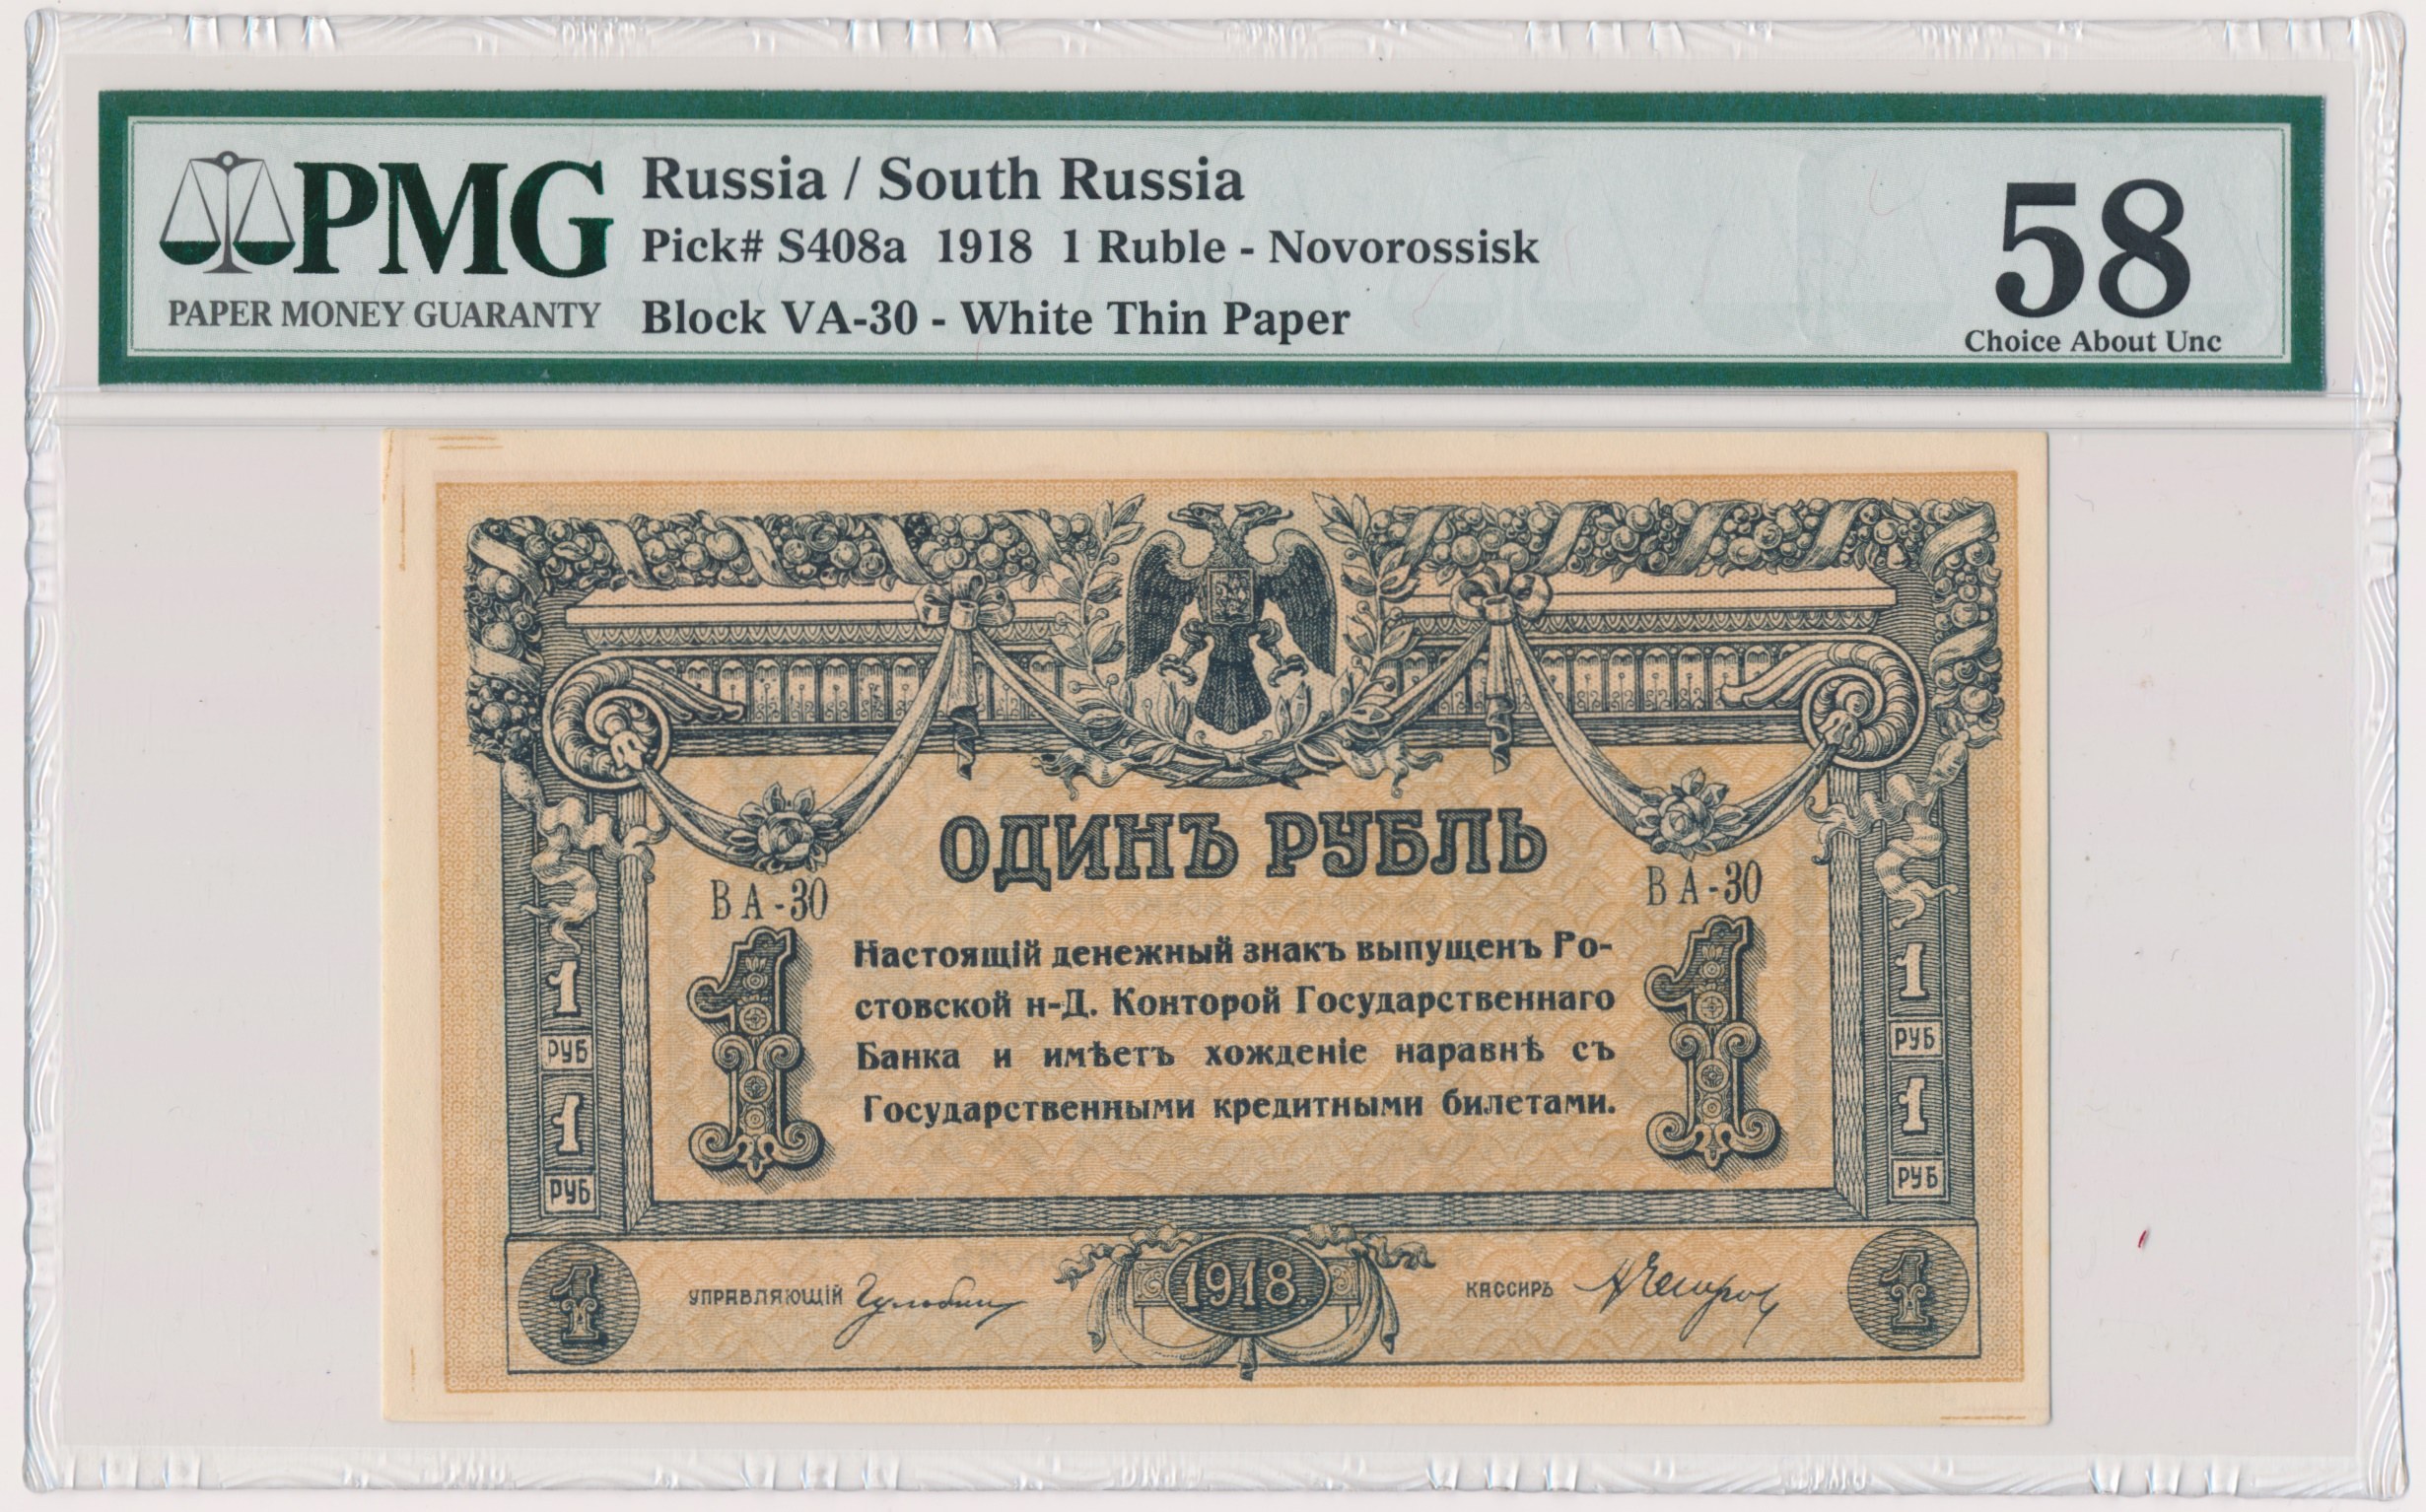 PMG
PAPER MONEY GUARANTY
Russia / South Russia
Pick# S408a 1918 1 Ruble - Novorossisk
Block VA-30 - White Thin Paper
58
Choice About Unc
ОДИНЪ РУБЛЬ
ВА-30
ВА-30
1
1
Настоящій денежный знакъ выпущенъ Ро-
стовской н-Д. Конторой Государственнаго
Банка и имѣетъ хожденіе наравнѣ съ
Государственными кредитными билетами.
1
РУБ
1
РУБ
1
РУБ
1
РУБ
1
УПРАВЛЯЮЩІЙ
1918.
КАССИРЪ
1